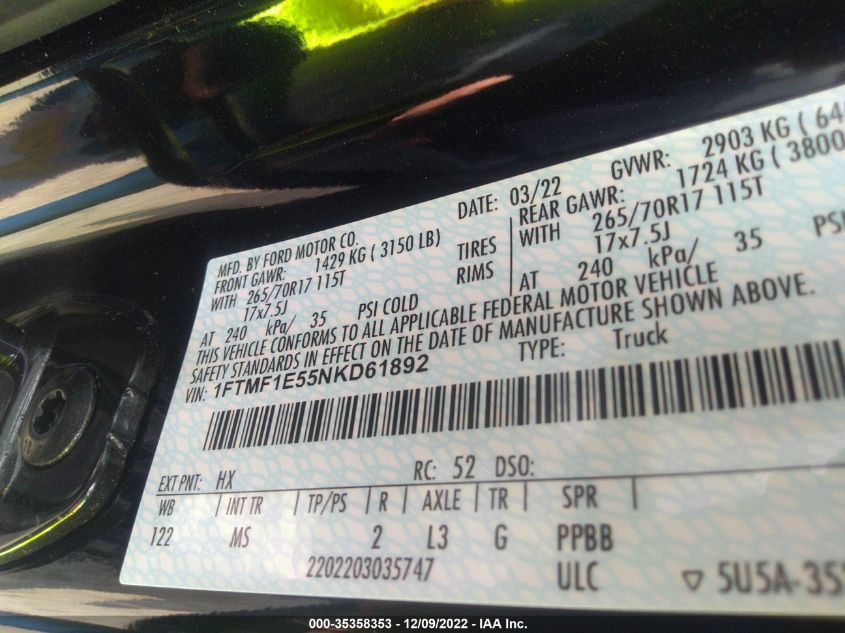 MFD. BY FORD MOTOR CO.
DATE: 03/22 GVWR: 2903 KG
FRONT GAWR: 1429 KG ( 3150 LB) REAR GAWR: 1724 KG ( 3800
WITH 265/70R17 115T TIRES WITH 265/70R17 115T
17x7.5J RIMS 17x7.5J
AT 240 kPa/ 35 PSI COLD AT 240 kPa/ 35 PSI
THIS VEHICLE CONFORMS TO ALL APPLICABLE FEDERAL MOTOR VEHICLE
SAFETY STANDARDS IN EFFECT ON THE DATE OF MANUFACTURE SHOWN ABOVE.
VIN: 1FTMF1E55NKD61892 TYPE: Truck
EXT PNT: HX RC: 52 DSO:
WB | INT TR | TP/PS | R | AXLE | TR | SPR |
122 MS 2 L3 G PPBB
2202203035747 ULC ▽ 5U5A-35
000-35358353 — 12/09/2022 — IAA Inc.